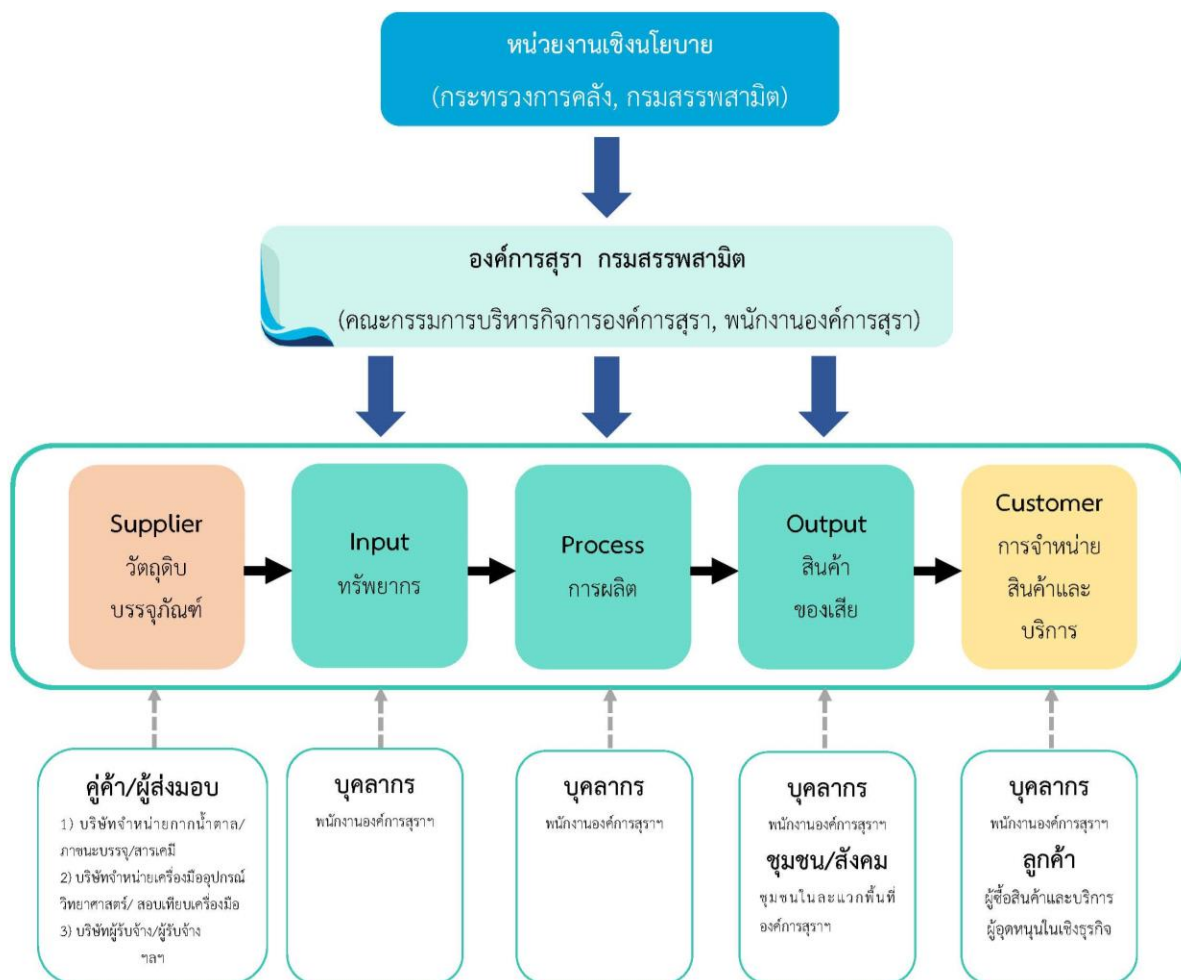 หน่วยงานเชิงนโยบาย
(กระทรวงการคลัง, กรมสรรพสามิต)
องค์การสุรา กรมสรรพสามิต
(คณะกรรมการบริหารกิจการองค์การสุรา, พนักงานองค์การสุรา)
Supplier
วัตถุดิบ
บรรจุภัณฑ์
Input
ทรัพยากร
Process
การผลิต
Output
สินค้า
ของเสีย
Customer
การจำหน่าย
สินค้าและ
บริการ
คู่ค้า/ผู้ส่งมอบ
1) บริษัทจำหน่ายกากน้ำตาล/
ภาชนะบรรจุ/สารเคมี
2) บริษัทจำหน่ายเครื่องมืออุปกรณ์
วิทยาศาสตร์/ สอบเทียบเครื่องมือ
3) บริษัทผู้รับจ้าง/ผู้รับจ้าง
ฯลฯ
บุคลากร
พนักงานองค์การสุราฯ
บุคลากร
พนักงานองค์การสุราฯ
บุคลากร
พนักงานองค์การสุราฯ
ชุมชน/สังคม
ชุมชนในละแวกพื้นที่
องค์การสุราฯ
บุคลากร
พนักงานองค์การสุราฯ
ลูกค้า
ผู้ซื้อสินค้าและบริการ
ผู้อุดหนุนในเชิงธุรกิจ